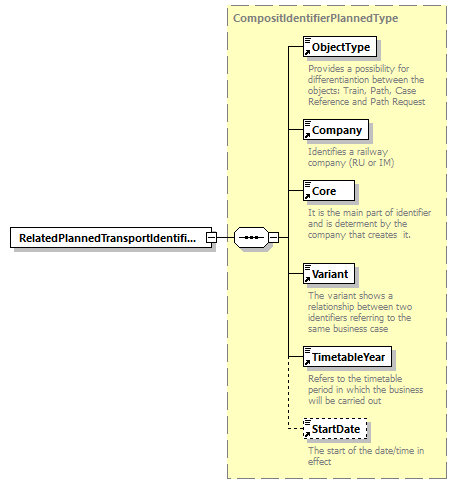 CompositIdentifierPlannedType
ObjectType
Provides a possibility for
differentiantion between the
objects: Train, Path, Case
Reference and Path Request
Company
Identifies a railway
company (RU or IM)
Core
It is the main part of identifier
and is determent by the
company that creates it.
RelatedPlannedTransportIdentifi...
Variant
The variant shows a
relationship between two
identifiers referring to the
same business case
TimetableYear
Refers to the timetable
period in which the business
will be carried out
StartDate
The start of the date/time in
effect